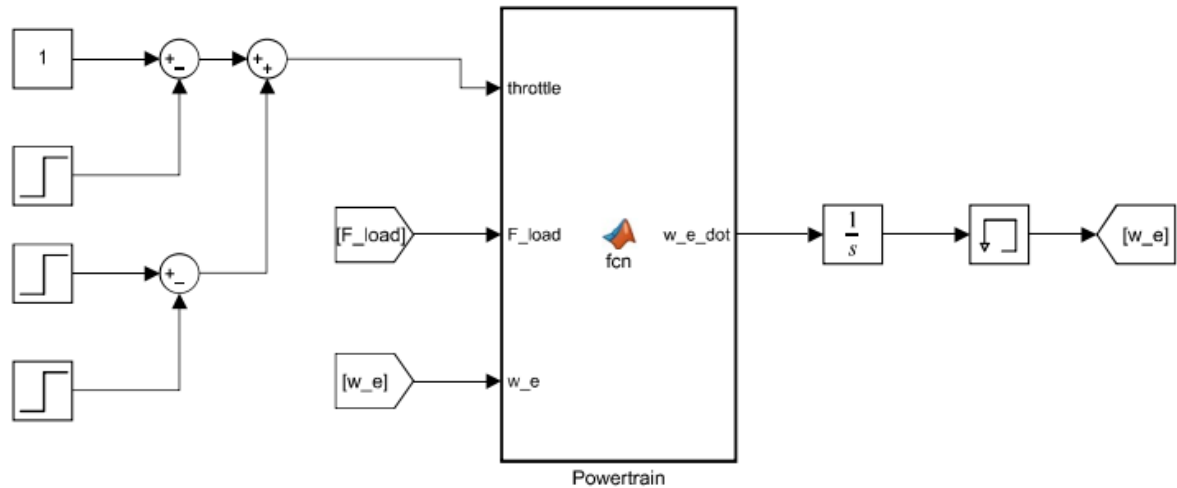 1
+
−
+
+
throttle
[F_load]
F_load
fcn
w_e_dot
1
s
[w_e]
+
−
[w_e]
w_e
Powertrain